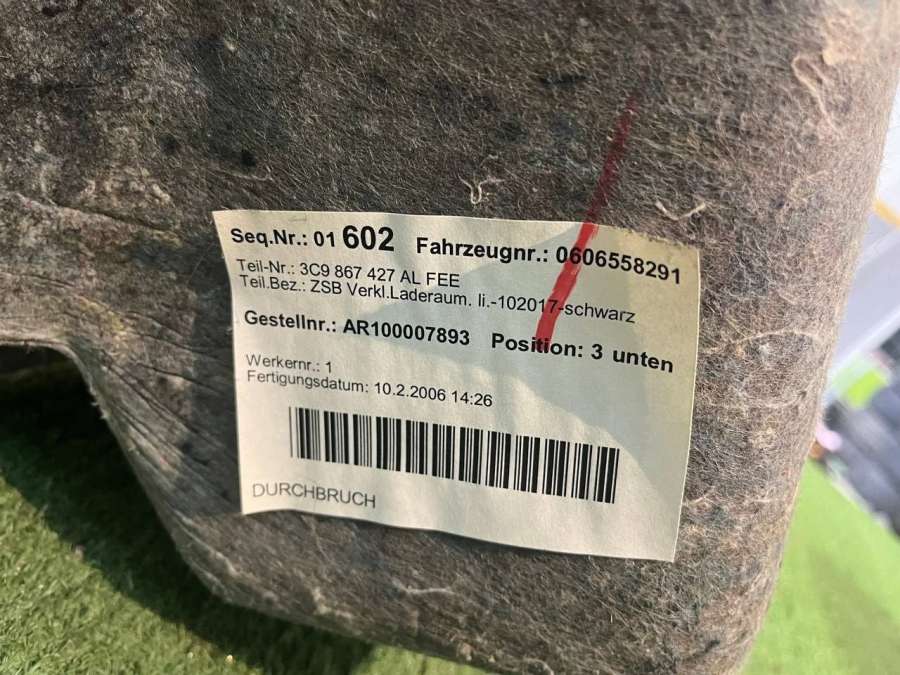 Seq.Nr.: 01 602 Fahrzeugnr.: 0606558291
Teil-Nr.: 3C9 867 427 AL FEE
Teil.Bez.: ZSB Verkl.Laderaum. li.-102017-schwarz
Gestellnr.: AR100007893 Position: 3 unten
Werkernr.: 1
Fertigungsdatum: 10.2.2006 14:26
DURCHBRUCH